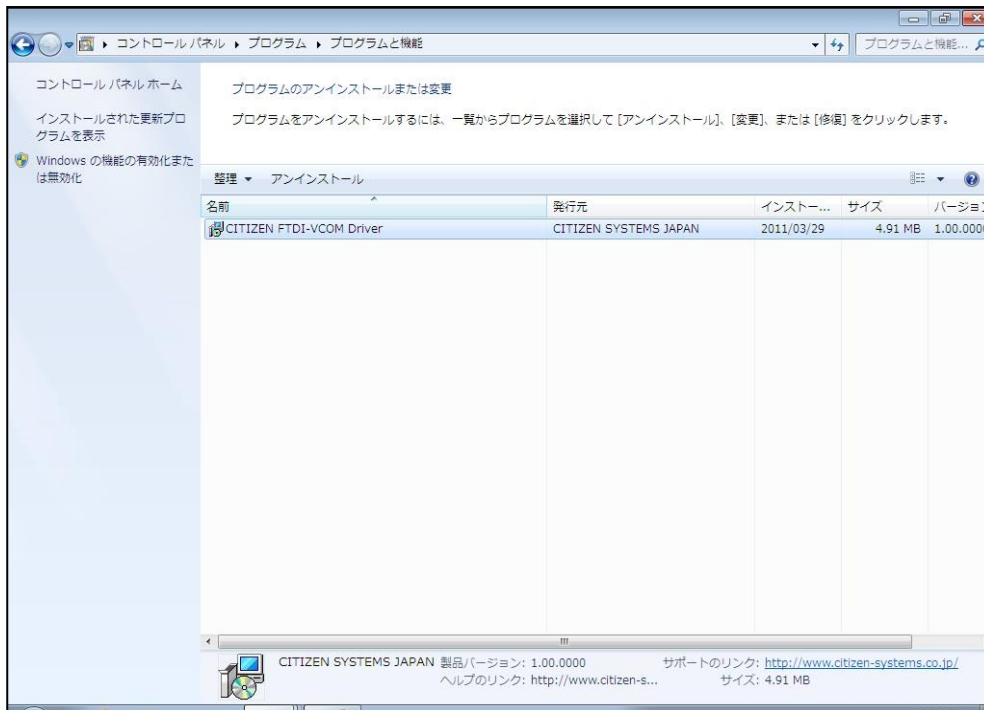 コントロール パネル ▸ プログラム ▸ プログラムと機能
プログラムと機能...
コントロール パネル ホーム
インストールされた更新プロ
グラムを表示
Windows の機能の有効化また
は無効化
プログラムのアンインストールまたは変更
プログラムをアンインストールするには、一覧からプログラムを選択して [アンインストール]、[変更]、または [修復] をクリックします。
整理 ▼ アンインストール
名前 発行元 インストー... サイズ バージョン
CITIZEN FTDI-VCOM Driver CITIZEN SYSTEMS JAPAN 2011/03/29 4.91 MB 1.00.0000
CITIZEN SYSTEMS JAPAN 製品バージョン: 1.00.0000 サポートのリンク: http://www.citizen-systems.co.jp/
ヘルプのリンク: http://www.citizen-s... サイズ: 4.91 MB